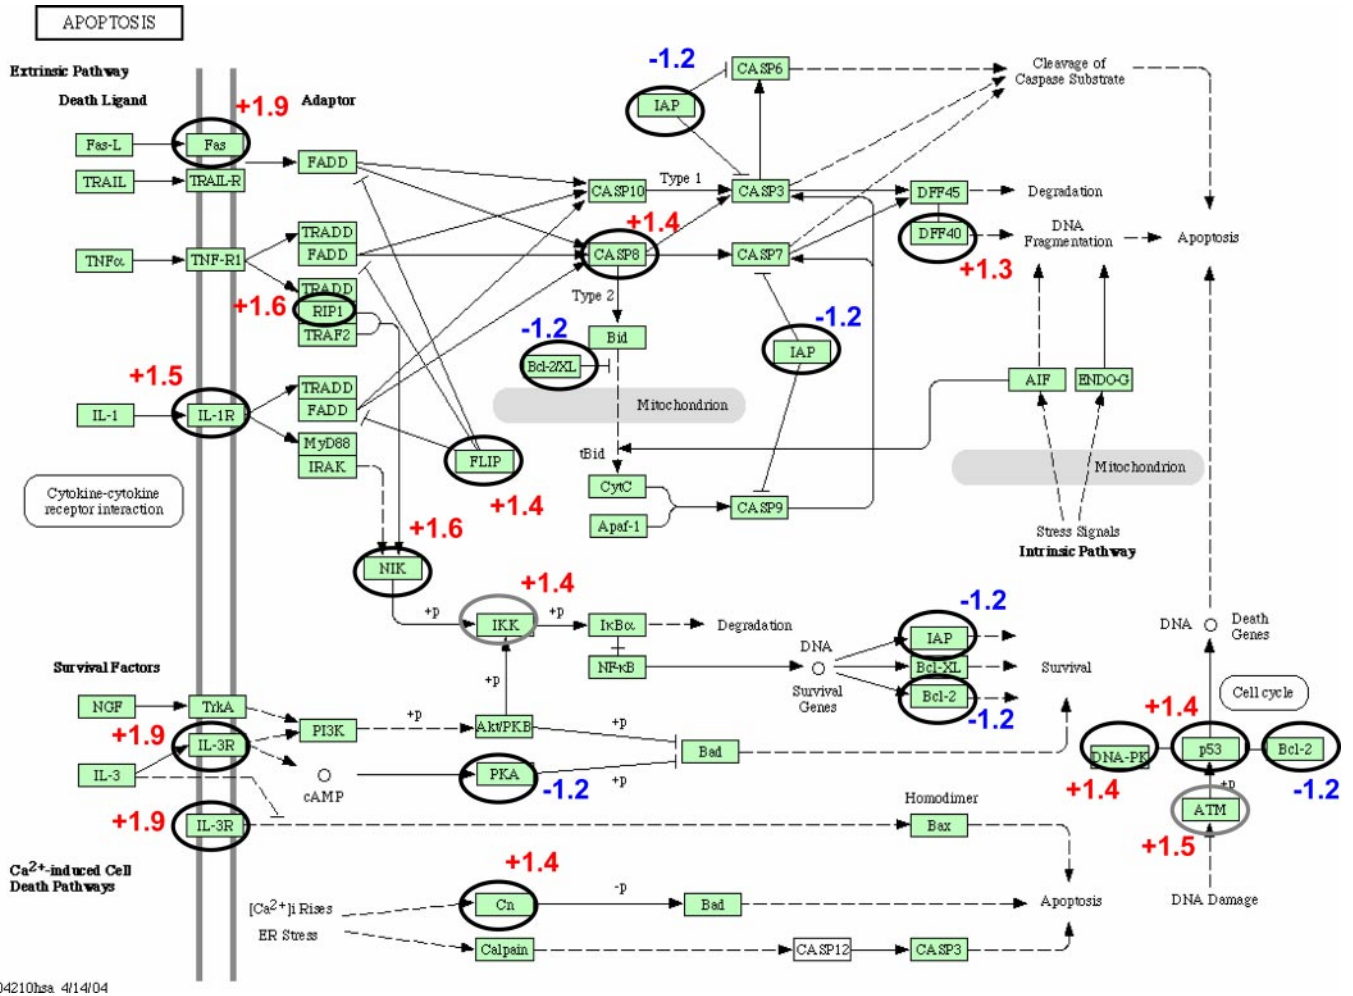 APOPTOSIS
Extrinsic Pathway
Death Ligand
Adaptor
+1.9
Fas-L
Fas
FADD
TRAIL
TRAIL-R
-1.2
IAP
CASP6
Cleavage of
Caspase Substrate
CASP10
Type 1
CASP3
DFF45
Degradation
TRADD
FADD
TNFα
TNF-R1
+1.4
CASP8
CASP7
DFF40
DNA
Fragmentation
Apoptosis
+1.3
TRADD
+1.6
RIP1
TRAF2
Type 2
-1.2
Bid
Bcl-2/XL
-1.2
IAP
+1.5
TRADD
IL-1
IL-1R
FADD
MyD88
IRAK
Mitochondrion
AIF
ENDO-G
FLIP
+1.4
tBid
CytC
Apaf-1
CASP9
Mitochondrion
Stress Signals
Intrinsic Pathway
Cytokine-cytokine
receptor interaction
+1.6
NIK
+p
+1.4
IKK
+p
IκBα
Degradation
NF-κB
DNA
Survival
Genes
-1.2
IAP
Bcl-XL
Bcl-2
-1.2
Survival
DNA
Death
Genes
Cell cycle
Survival Factors
NGF
TrkA
+1.9
IL-3R
IL-3
PI3K
+p
Akt/PKB
+p
+p
cAMP
PKA
+p
-1.2
Bad
+1.4
DNA-PK
p53
Bcl-2
+1.4
-1.2
+p
ATM
+1.5
DNA Damage
+1.9
IL-3R
Homodimer
Bax
Ca2+-induced Cell
Death Pathways
+1.4
[Ca2+]i Rises
Cn
-p
Bad
Apoptosis
ER Stress
Calpain
CASP12
CASP3
04210hsa 4/14/04